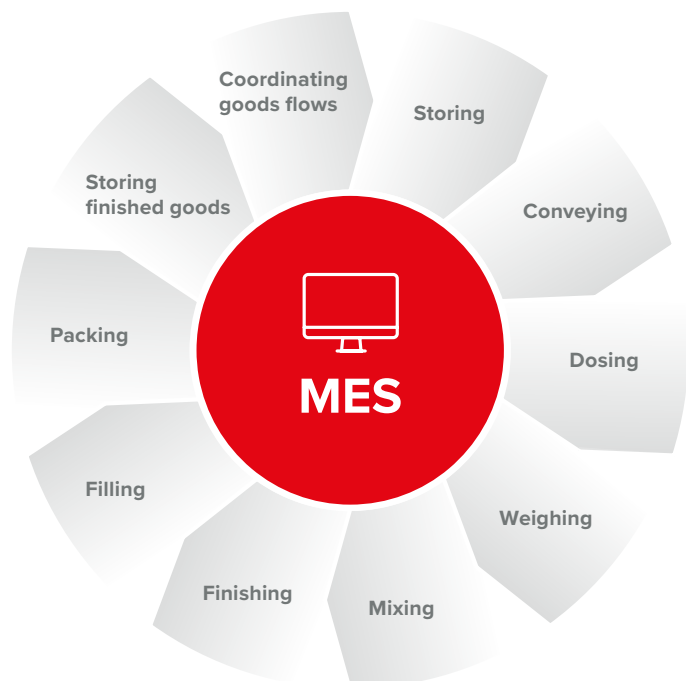 Coordinating
goods flows
Storing
Conveying
Dosing
Weighing
Mixing
Finishing
Filling
Packing
Storing
finished goods
MES